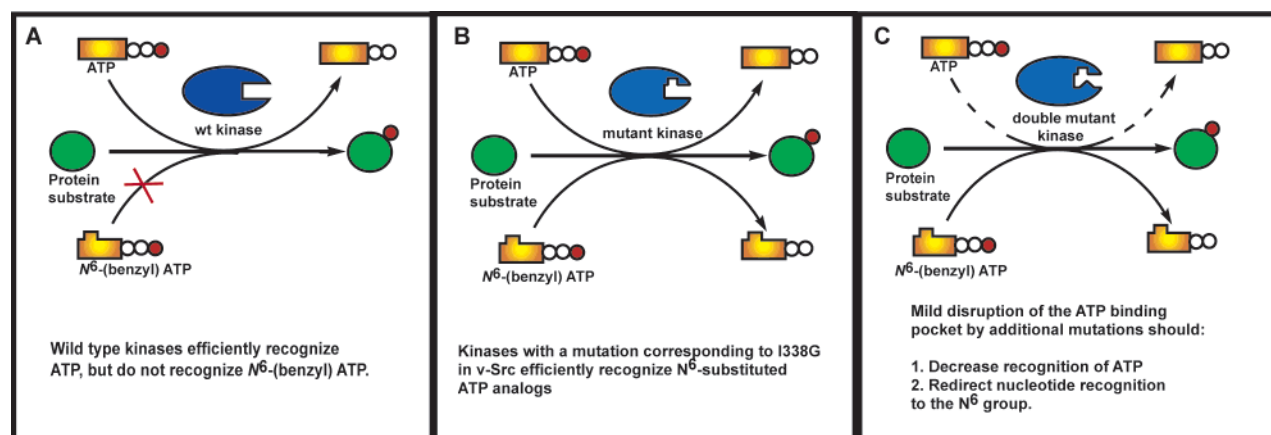 A
ATP
wt kinase
Protein
substrate
N6-(benzyl) ATP
Wild type kinases efficiently recognize
ATP, but do not recognize N6-(benzyl) ATP.
B
ATP
mutant kinase
Protein
substrate
N6-(benzyl) ATP
Kinases with a mutation corresponding to I338G
in v-Src efficiently recognize N6-substituted
ATP analogs
C
ATP
double mutant
kinase
Protein
substrate
N6-(benzyl) ATP
Mild disruption of the ATP binding
pocket by additional mutations should:
1. Decrease recognition of ATP
2. Redirect nucleotide recognition
to the N6 group.